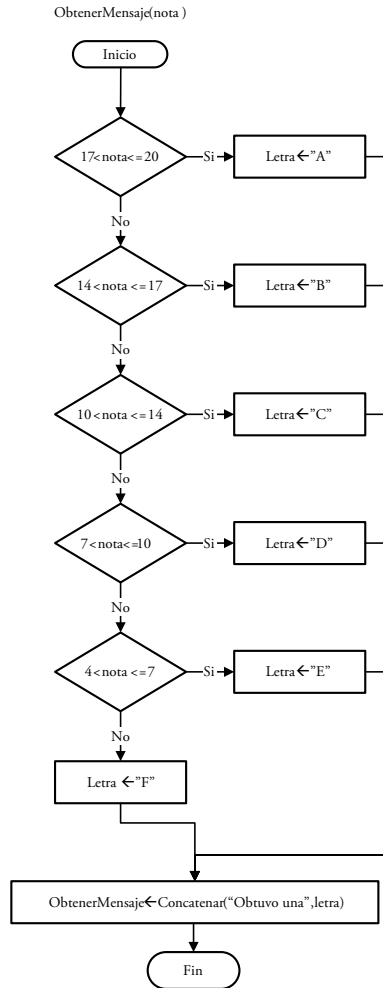 ObtenerMensaje(nota )
Inicio
17<nota<=20
Si
Letra ←”A”
No
14<nota <=17
Si
Letra ←”B”
No
10<nota <=14
Si
Letra ←”C”
No
7<nota<=10
Si
Letra ←”D”
No
4<nota <=7
Si
Letra ←”E”
No
Letra ←”F”
ObtenerMensaje←Concatenar(“Obtuvo una”,letra)
Fin